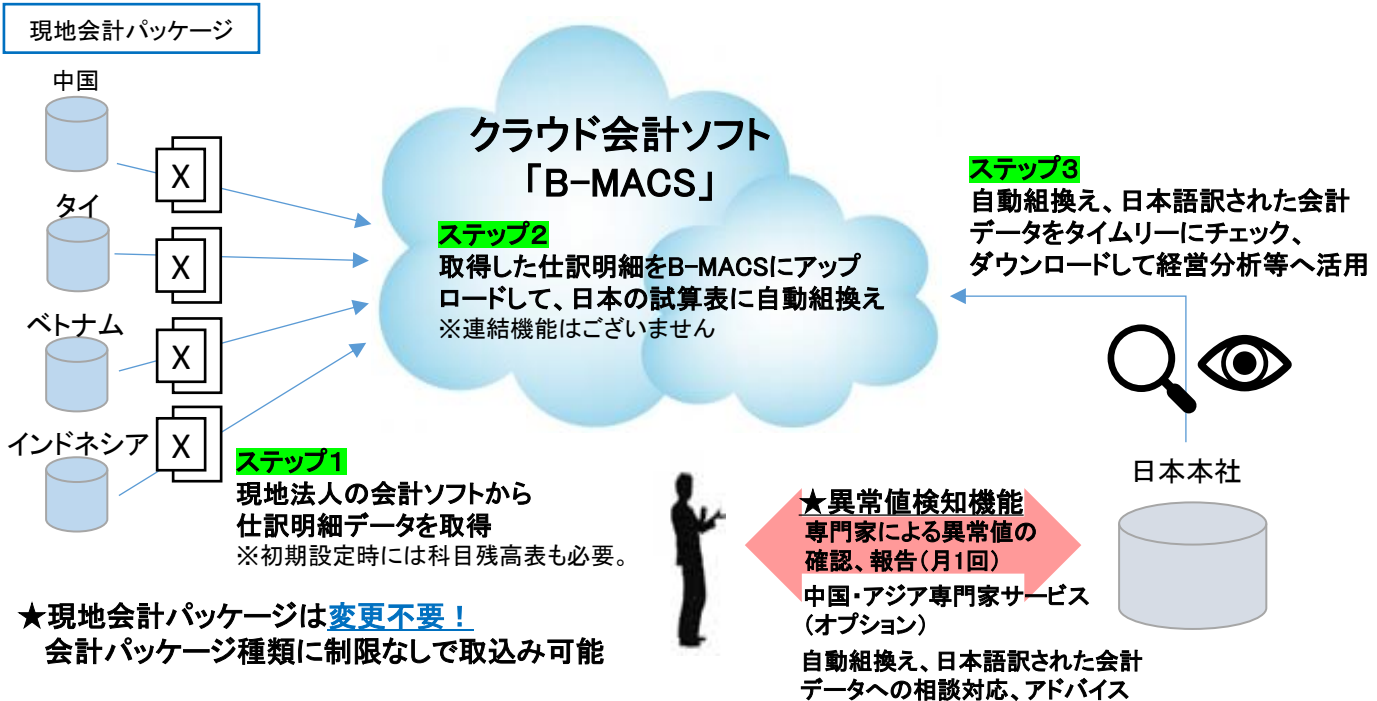 現地会計パッケージ
中国
X
タイ
X
ベトナム
X
インドネシア
X
クラウド会計ソフト
「B-MACS」
ステップ2
取得した仕訳明細をB-MACSにアップ
ロードして、日本の試算表に自動組換え
※連結機能はございません
ステップ3
自動組換え、日本語訳された会計
データをタイムリーにチェック、
ダウンロードして経営分析等へ活用
ステップ1
現地法人の会計ソフトから
仕訳明細データを取得
※初期設定時には科目残高表も必要。
日本本社
★異常値検知機能
専門家による異常値の
確認、報告(月1回)
中国・アジア専門家サービス
(オプション)
自動組換え、日本語訳された会計
データへの相談対応、アドバイス
★現地会計パッケージは変更不要！
会計パッケージ種類に制限なしで取込み可能